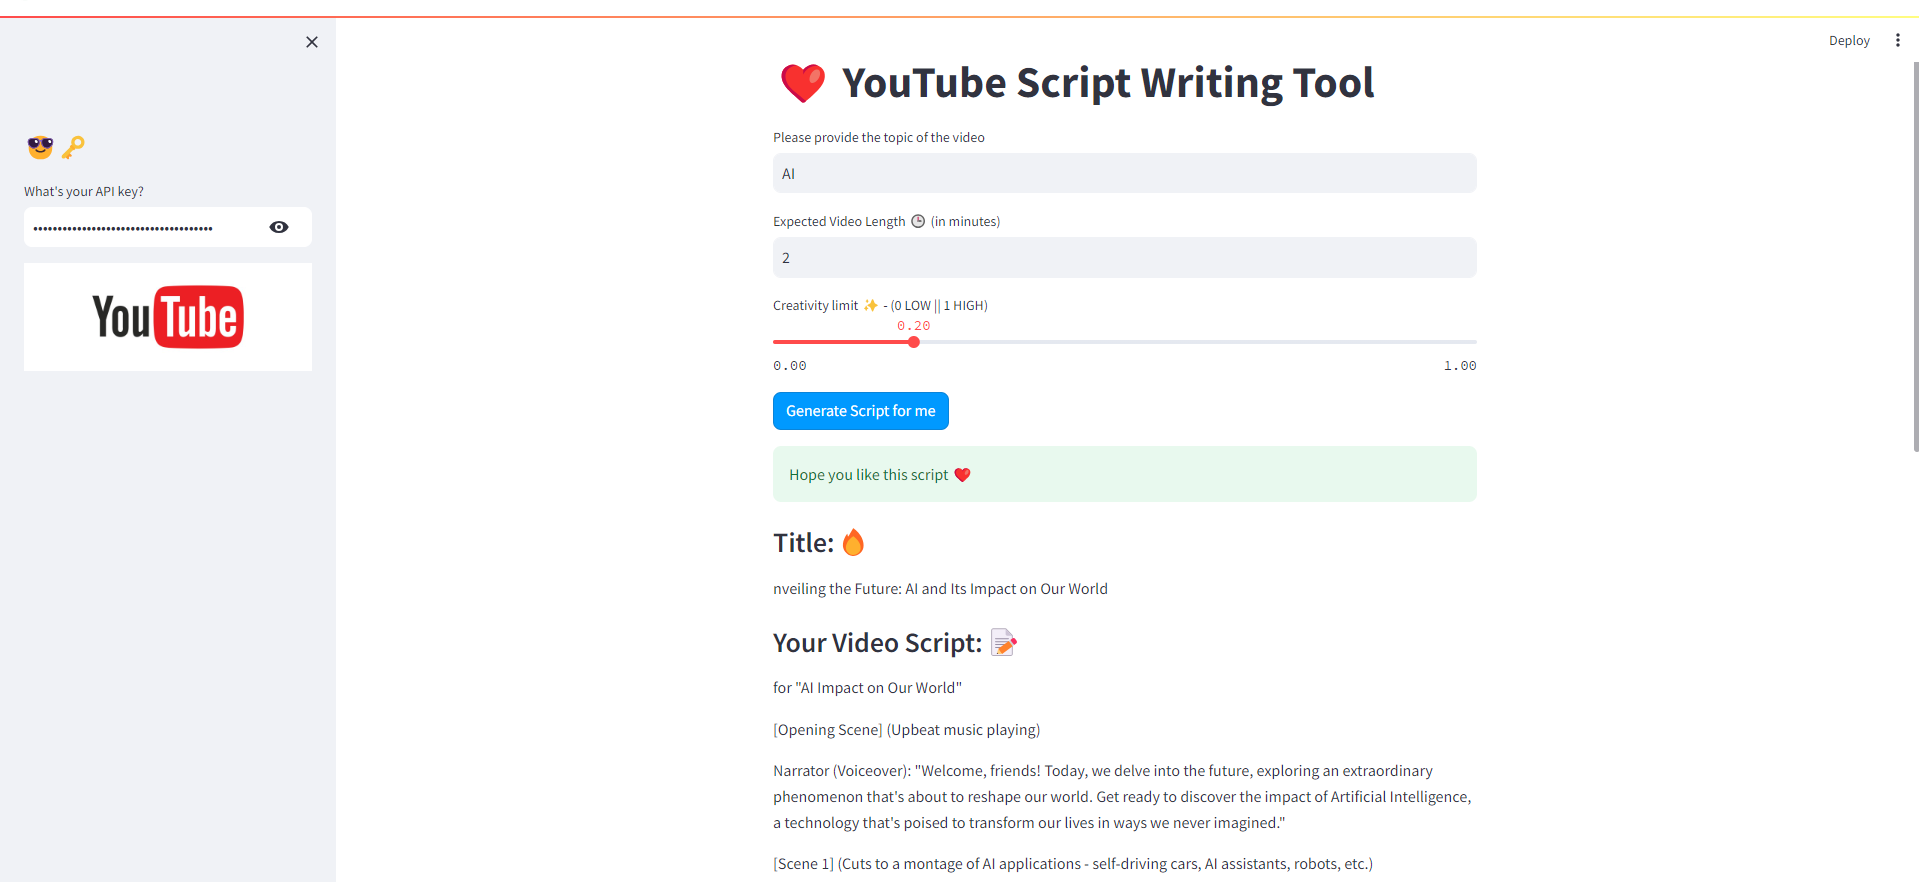 Deploy
❤️ YouTube Script Writing Tool
Please provide the topic of the video
AI
Expected Video Length 🕒 (in minutes)
2
Creativity limit ✨ - (0 LOW || 1 HIGH)
0.20
0.00
1.00
Generate Script for me
Hope you like this script ❤️
Title: 🔥
nveiling the Future: AI and Its Impact on Our World
Your Video Script: 📝
for "AI Impact on Our World"
[Opening Scene] (Upbeat music playing)
Narrator (Voiceover): "Welcome, friends! Today, we delve into the future, exploring an extraordinary
phenomenon that's about to reshape our world. Get ready to discover the impact of Artificial Intelligence,
a technology that's poised to transform our lives in ways we never imagined."
[Scene 1] (Cuts to a montage of AI applications - self-driving cars, AI assistants, robots, etc.)
😎🔑
What's your API key?
•••••••••••••••••••••••••••••••••••••
YouTube